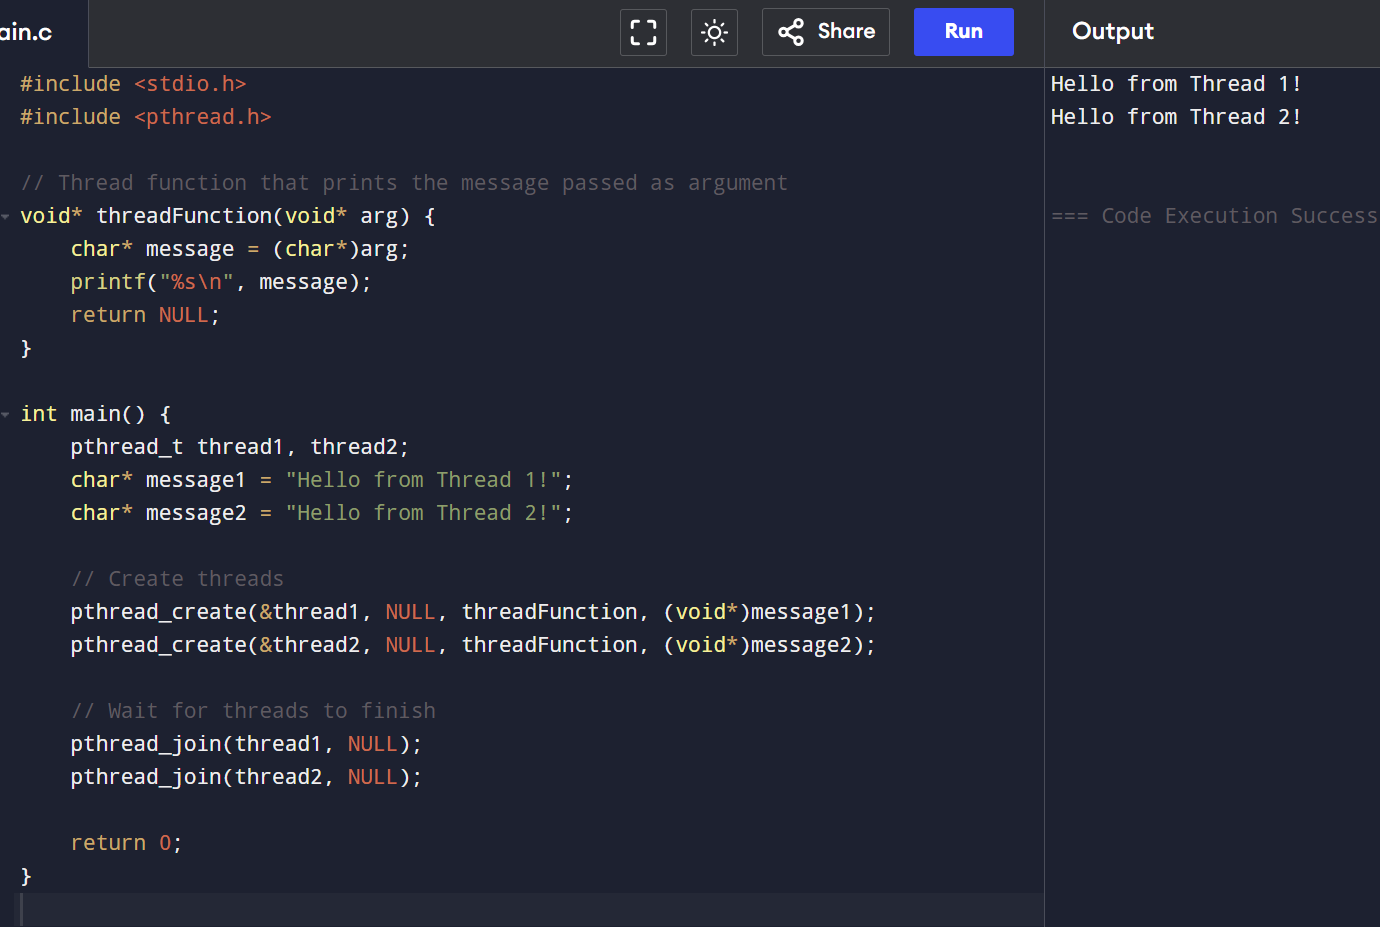 ain.c
Share
Run
Output
#include <stdio.h>
#include <pthread.h>
// Thread function that prints the message passed as argument
void* threadFunction(void* arg) {
    char* message = (char*)arg;
    printf("%s\n", message);
    return NULL;
}
int main() {
    pthread_t thread1, thread2;
    char* message1 = "Hello from Thread 1!";
    char* message2 = "Hello from Thread 2!";
    // Create threads
    pthread_create(&thread1, NULL, threadFunction, (void*)message1);
    pthread_create(&thread2, NULL, threadFunction, (void*)message2);
    // Wait for threads to finish
    pthread_join(thread1, NULL);
    pthread_join(thread2, NULL);
    return 0;
}
Hello from Thread 1!
Hello from Thread 2!
=== Code Execution Success